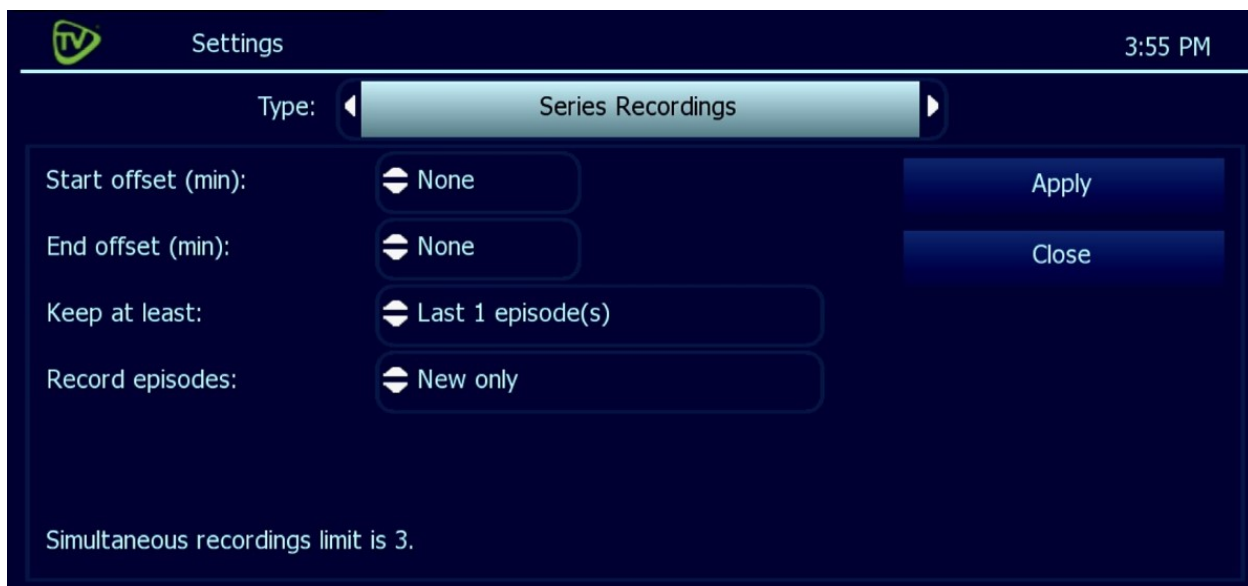 TV
Settings
3:55 PM
Type:
Series Recordings
Start offset (min):
None
Apply
End offset (min):
None
Close
Keep at least:
Last 1 episode(s)
Record episodes:
New only
Simultaneous recordings limit is 3.